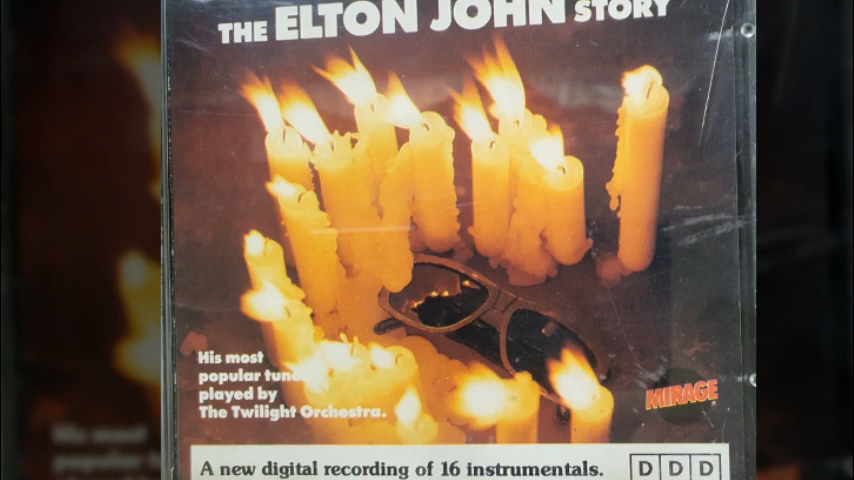 THE ELTON JOHN STORY
His most
popular tune
played by
The Twilight Orchestra.
MIRAGE
A new digital recording of 16 instrumentals.
D D D